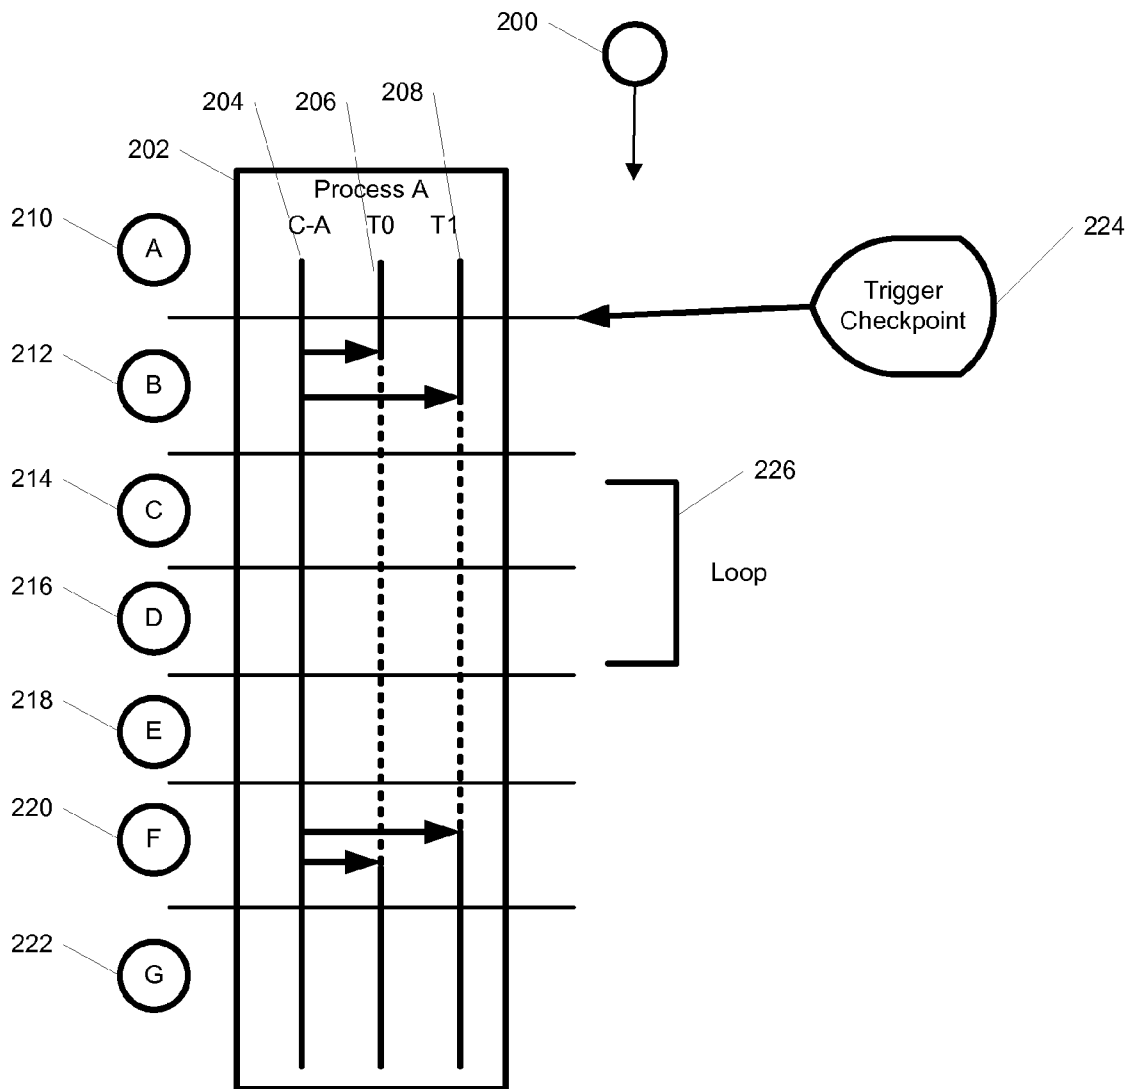 200
204
206
208
202
Process A
210
C-A T0 T1
A
224
Trigger
Checkpoint
212
B
214
226
C
Loop
216
D
218
E
220
F
222
G